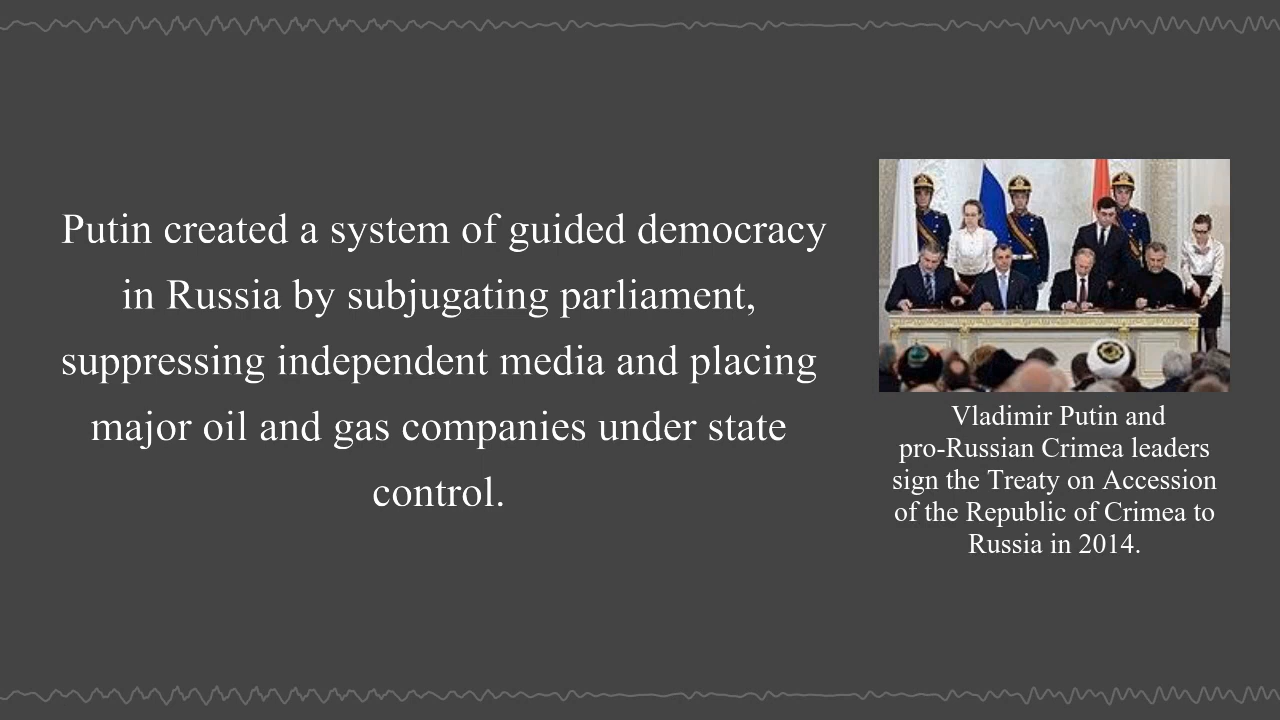 Putin created a system of guided democracy
in Russia by subjugating parliament,
suppressing independent media and placing
major oil and gas companies under state
control.
Vladimir Putin and
pro-Russian Crimea leaders
sign the Treaty on Accession
of the Republic of Crimea to
Russia in 2014.